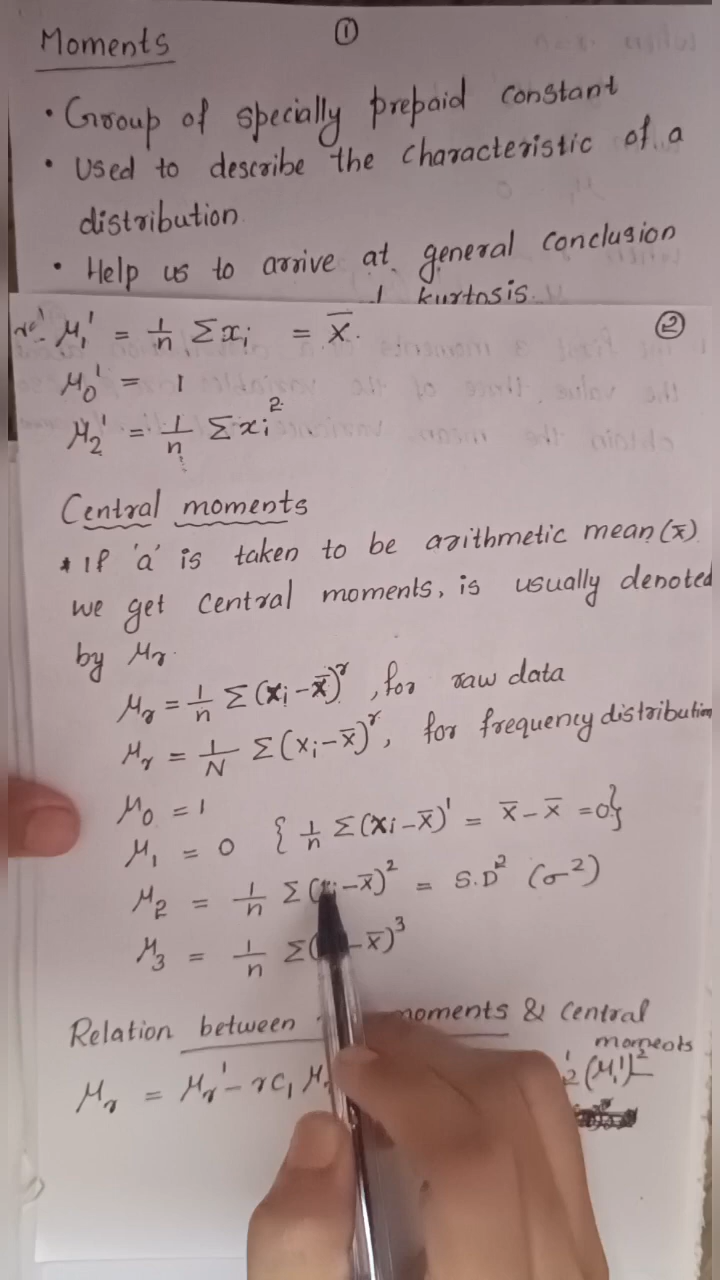 Moments
①
• Group of specially prepaid constant
• Used to describe the characteristic of a
distribution
• Help us to arrive at general conclusion
kurtosis.
②
μ₁' = 1/n Σxᵢ = x̄.
μ₀' = 1
μ₂' = 1/n Σxᵢ²
Central moments
* If 'a' is taken to be arithmetic mean (x̄)
we get central moments, is usually denoted
by μᵣ
μᵣ = 1/n Σ(xᵢ-x̄)ʳ, for raw data
μᵣ = 1/N Σ(xᵢ-x̄)ʳ, for frequency distribution
μ₀ = 1
μ₁ = 0 {1/n Σ(xᵢ-x̄)¹ = x̄-x̄ = 0}
μ₂ = 1/n Σ(xᵢ-x̄)² = S.D² (σ²)
μ₃ = 1/n Σ( -x̄)³
Relation between moments & Central
moments
μᵣ = μᵣ' - rC₁ μ (μ₁')²